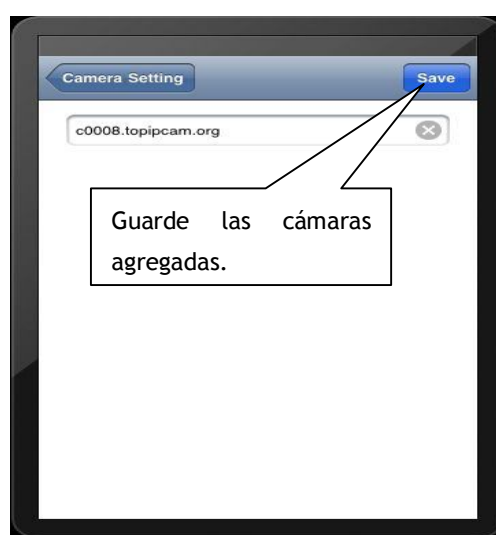 Camera Setting Save
c0008.topipcam.org
Guarde las cámaras
agregadas.